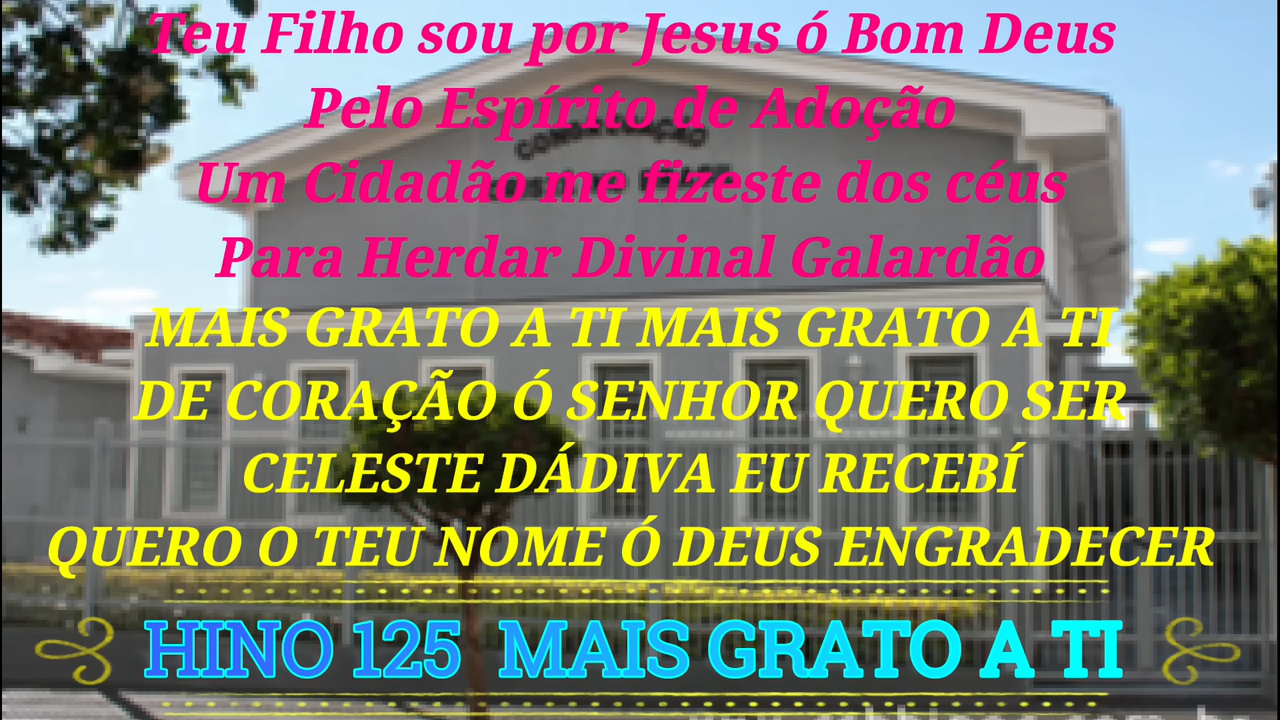 Teu Filho sou por Jesus ó Bom Deus
Pelo Espírito de Adoção
CONGREGAÇÃO
Um Cidadão me fizeste dos céus
Para Herdar Divinal Galardão
MAIS GRATO A TI MAIS GRATO A TI
DE CORAÇÃO Ó SENHOR QUERO SER
CELESTE DÁDIVA EU RECEBÍ
QUERO O TEU NOME Ó DEUS ENGRADECER
HINO 125 MAIS GRATO A TI